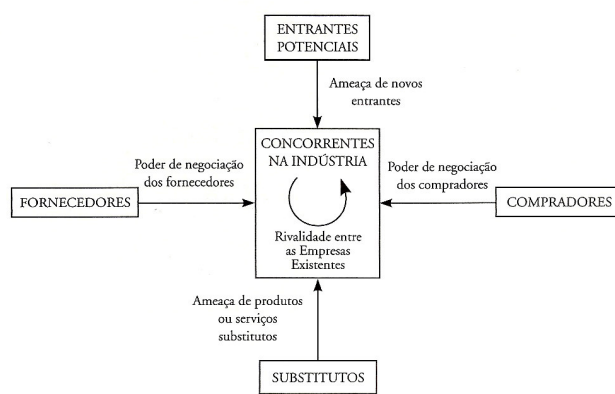 ENTRANTES
POTENCIAIS
Ameaça de novos
entrantes
CONCORRENTES
NA INDÚSTRIA
Rivalidade entre
as Empresas
Existentes
Poder de negociação
dos fornecedores
FORNECEDORES
Poder de negociação
dos compradores
COMPRADORES
Ameaça de produtos
ou serviços
substitutos
SUBSTITUTOS